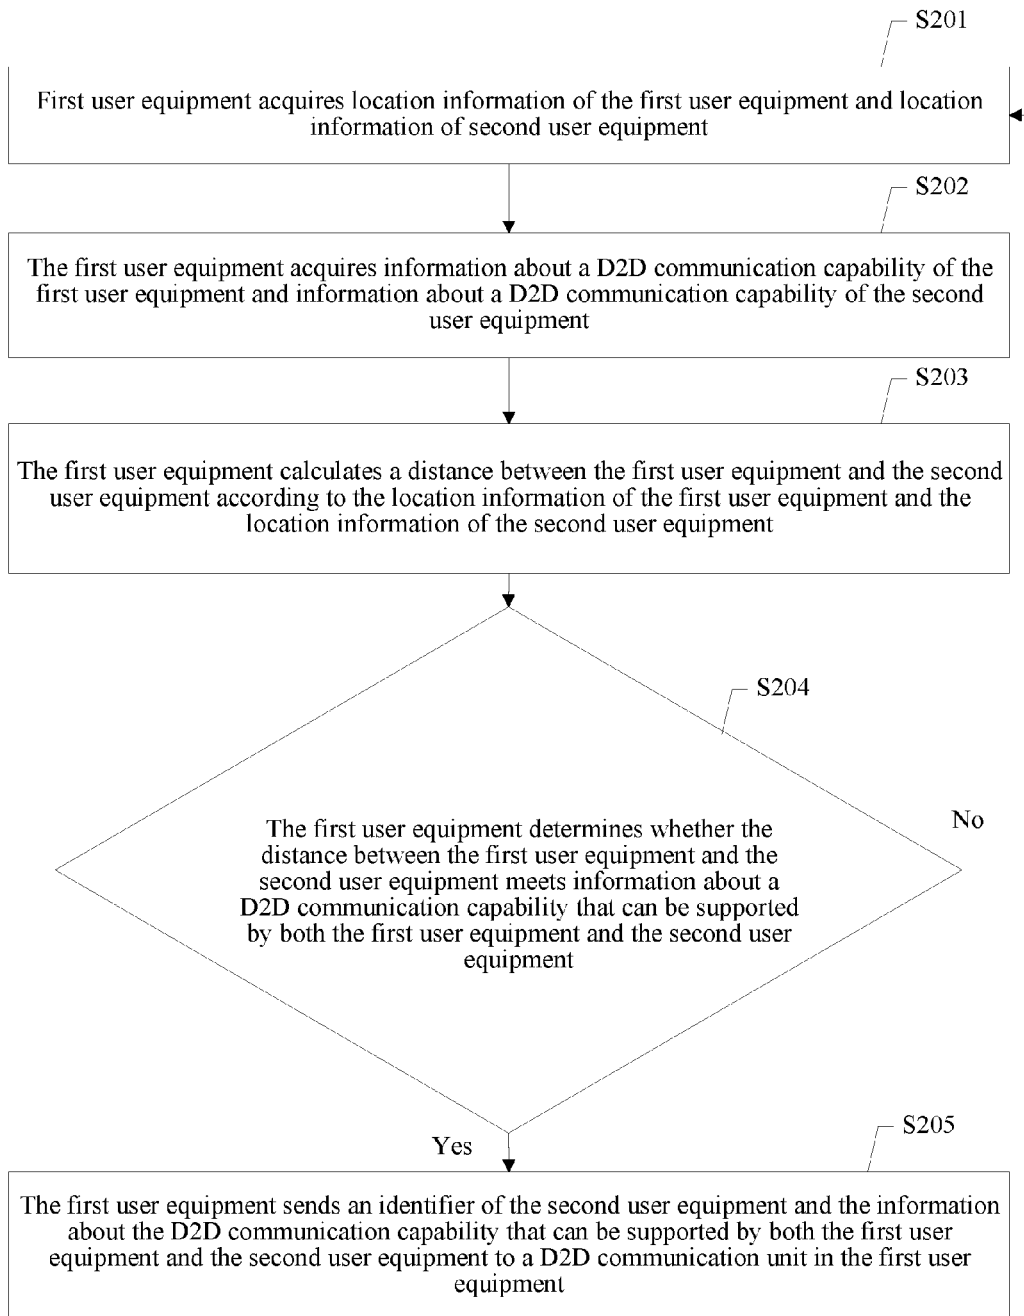 S201
First user equipment acquires location information of the first user equipment and location
information of second user equipment
S202
The first user equipment acquires information about a D2D communication capability of the
first user equipment and information about a D2D communication capability of the second
user equipment
S203
The first user equipment calculates a distance between the first user equipment and the second
user equipment according to the location information of the first user equipment and the
location information of the second user equipment
S204
No
The first user equipment determines whether the
distance between the first user equipment and the
second user equipment meets information about a
D2D communication capability that can be supported
by both the first user equipment and the second user
equipment
Yes
S205
The first user equipment sends an identifier of the second user equipment and the information
about the D2D communication capability that can be supported by both the first user
equipment and the second user equipment to a D2D communication unit in the first user
equipment